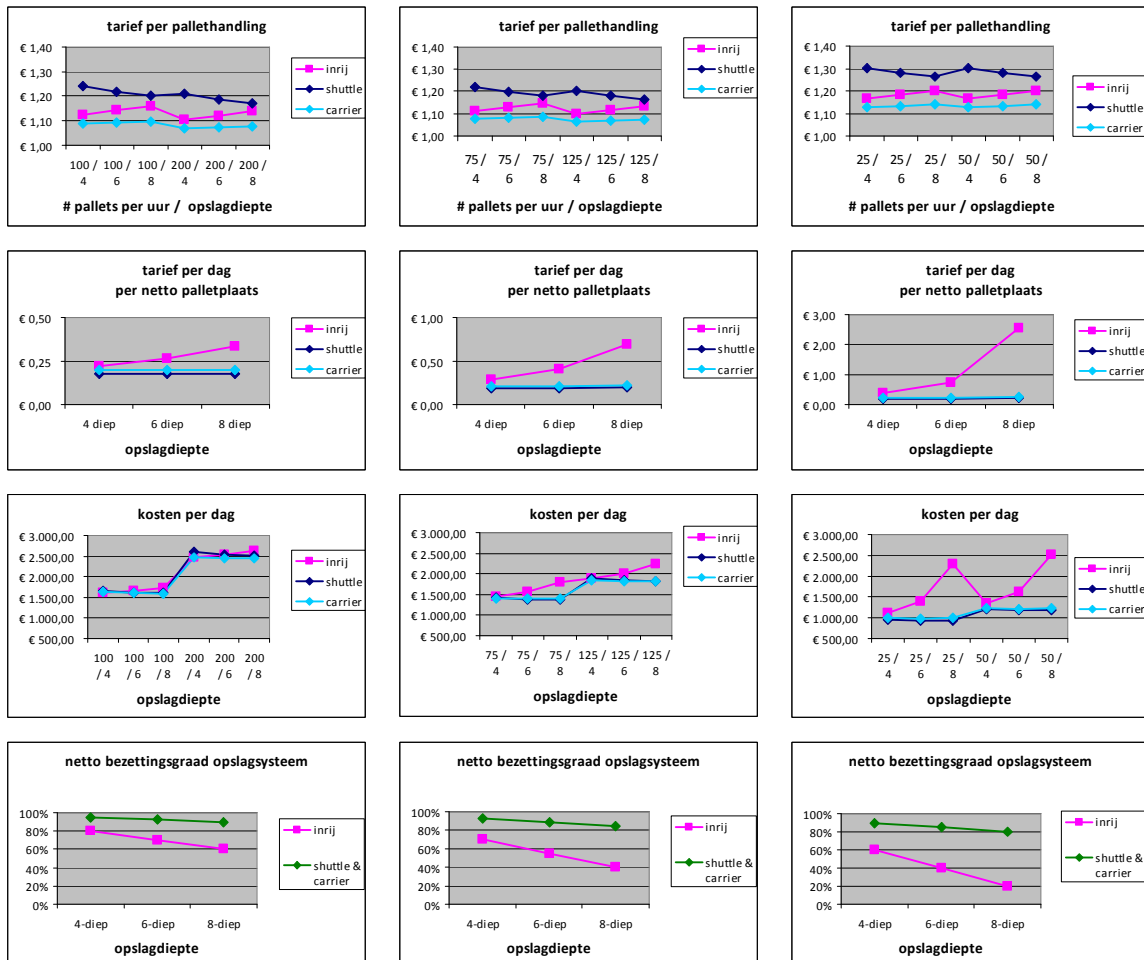 tarief per pallethandling
€ 1,40
€ 1,30
€ 1,20
€ 1,10
€ 1,00
100 / 4
100 / 6
100 / 8
200 / 4
200 / 6
200 / 8
# pallets per uur / opslagdiepte
inrij
shuttle
carrier
tarief per pallethandling
€ 1,40
€ 1,30
€ 1,20
€ 1,10
€ 1,00
75 / 4
75 / 6
75 / 8
125 / 4
125 / 6
125 / 8
# pallets per uur / opslagdiepte
inrij
shuttle
carrier
tarief per pallethandling
€ 1,40
€ 1,30
€ 1,20
€ 1,10
€ 1,00
25 / 4
25 / 6
25 / 8
50 / 4
50 / 6
50 / 8
# pallets per uur / opslagdiepte
inrij
shuttle
carrier
tarief per dag
per netto palletplaats
€ 0,50
€ 0,25
€ 0,00
4 diep
6 diep
8 diep
opslagdiepte
inrij
shuttle
carrier
tarief per dag
per netto palletplaats
€ 1,00
€ 0,50
€ 0,00
4 diep
6 diep
8 diep
opslagdiepte
inrij
shuttle
carrier
tarief per dag
per netto palletplaats
€ 3,00
€ 2,00
€ 1,00
€ 0,00
4 diep
6 diep
8 diep
opslagdiepte
inrij
shuttle
carrier
kosten per dag
€ 3.000,00
€ 2.500,00
€ 2.000,00
€ 1.500,00
€ 1.000,00
€ 500,00
100 / 4
100 / 6
100 / 8
200 / 4
200 / 6
200 / 8
opslagdiepte
inrij
shuttle
carrier
kosten per dag
€ 3.000,00
€ 2.500,00
€ 2.000,00
€ 1.500,00
€ 1.000,00
€ 500,00
75 / 4
75 / 6
75 / 8
125 / 4
125 / 6
125 / 8
opslagdiepte
inrij
shuttle
carrier
kosten per dag
€ 3.000,00
€ 2.500,00
€ 2.000,00
€ 1.500,00
€ 1.000,00
€ 500,00
25 / 4
25 / 6
25 / 8
50 / 4
50 / 6
50 / 8
opslagdiepte
inrij
shuttle
carrier
netto bezettingsgraad opslagsysteem
100%
80%
60%
40%
20%
0%
4-diep
6-diep
8-diep
opslagdiepte
inrij
shuttle &
carrier
netto bezettingsgraad opslagsysteem
100%
80%
60%
40%
20%
0%
4-diep
6-diep
8-diep
opslagdiepte
inrij
shuttle &
carrier
netto bezettingsgraad opslagsysteem
100%
80%
60%
40%
20%
0%
4-diep
6-diep
8-diep
opslagdiepte
inrij
shuttle &
carrier